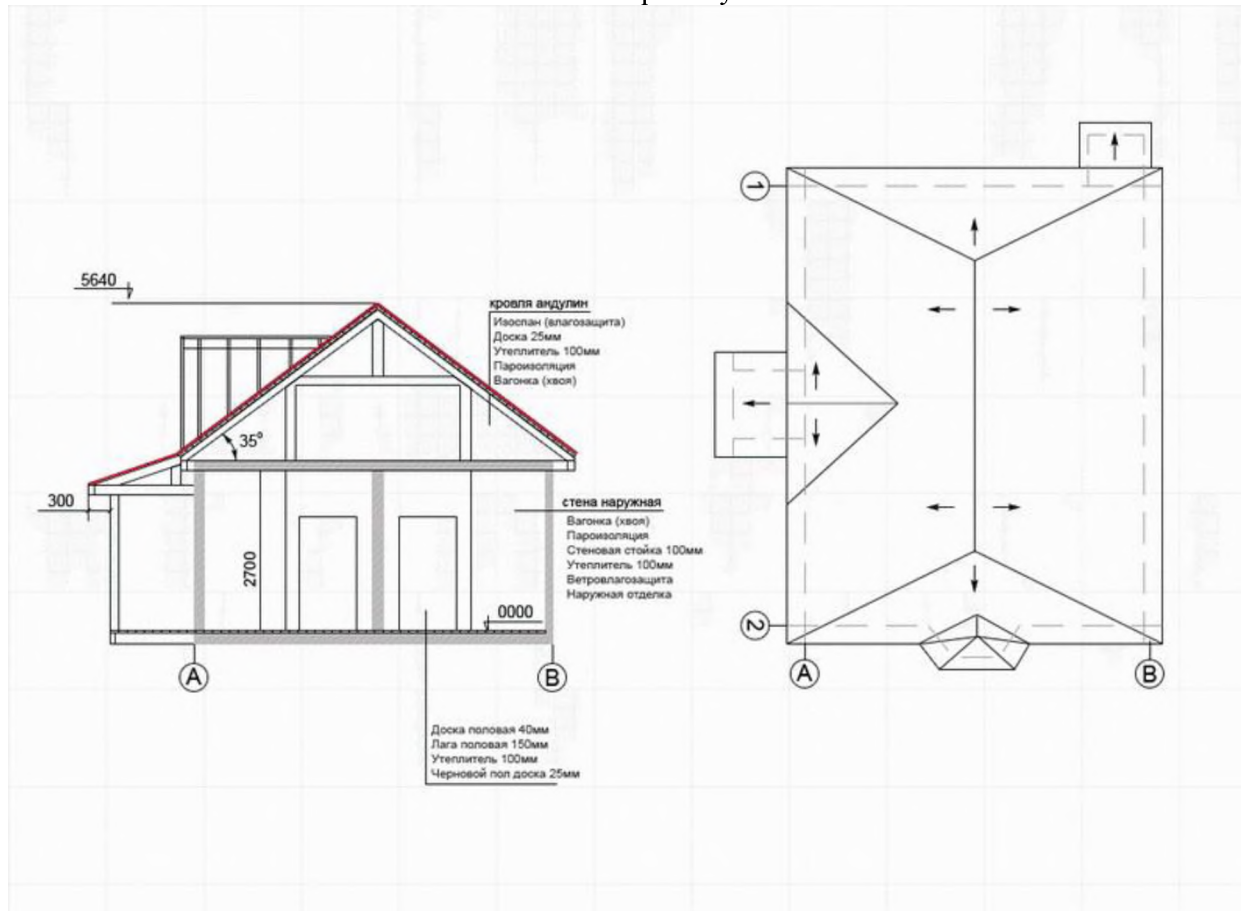 5640
кровля андулин
Изоспан (влагозащита)
Доска 25мм
Утеплитель 100мм
Пароизоляция
Вагонка (хвоя)
35°
300
2700
стена наружная
Вагонка (хвоя)
Пароизоляция
Стеновая стойка 100мм
Утеплитель 100мм
Ветровлагозащита
Наружная отделка
0000
А
В
Доска половая 40мм
Лага половая 150мм
Утеплитель 100мм
Черновой пол доска 25мм
1
2
А
В